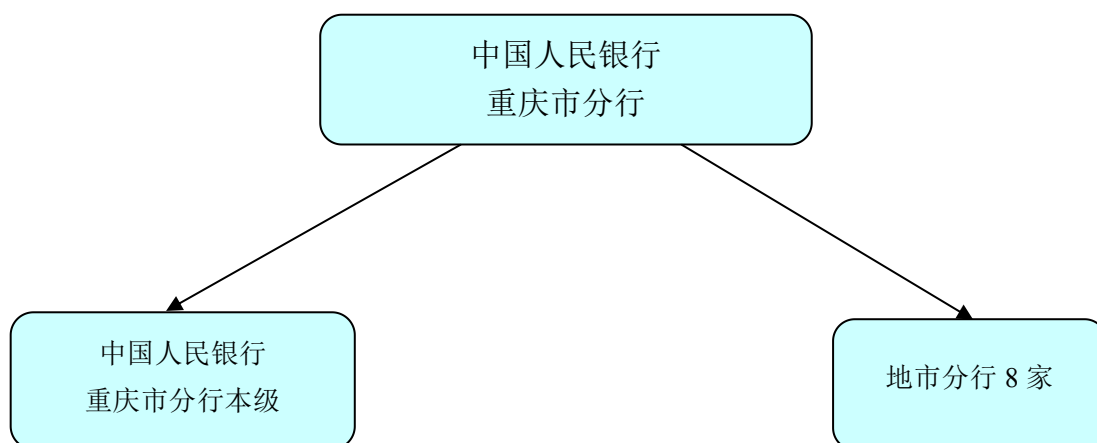 中国人民银行
重庆市分行
中国人民银行
重庆市分行本级
地市分行 8 家